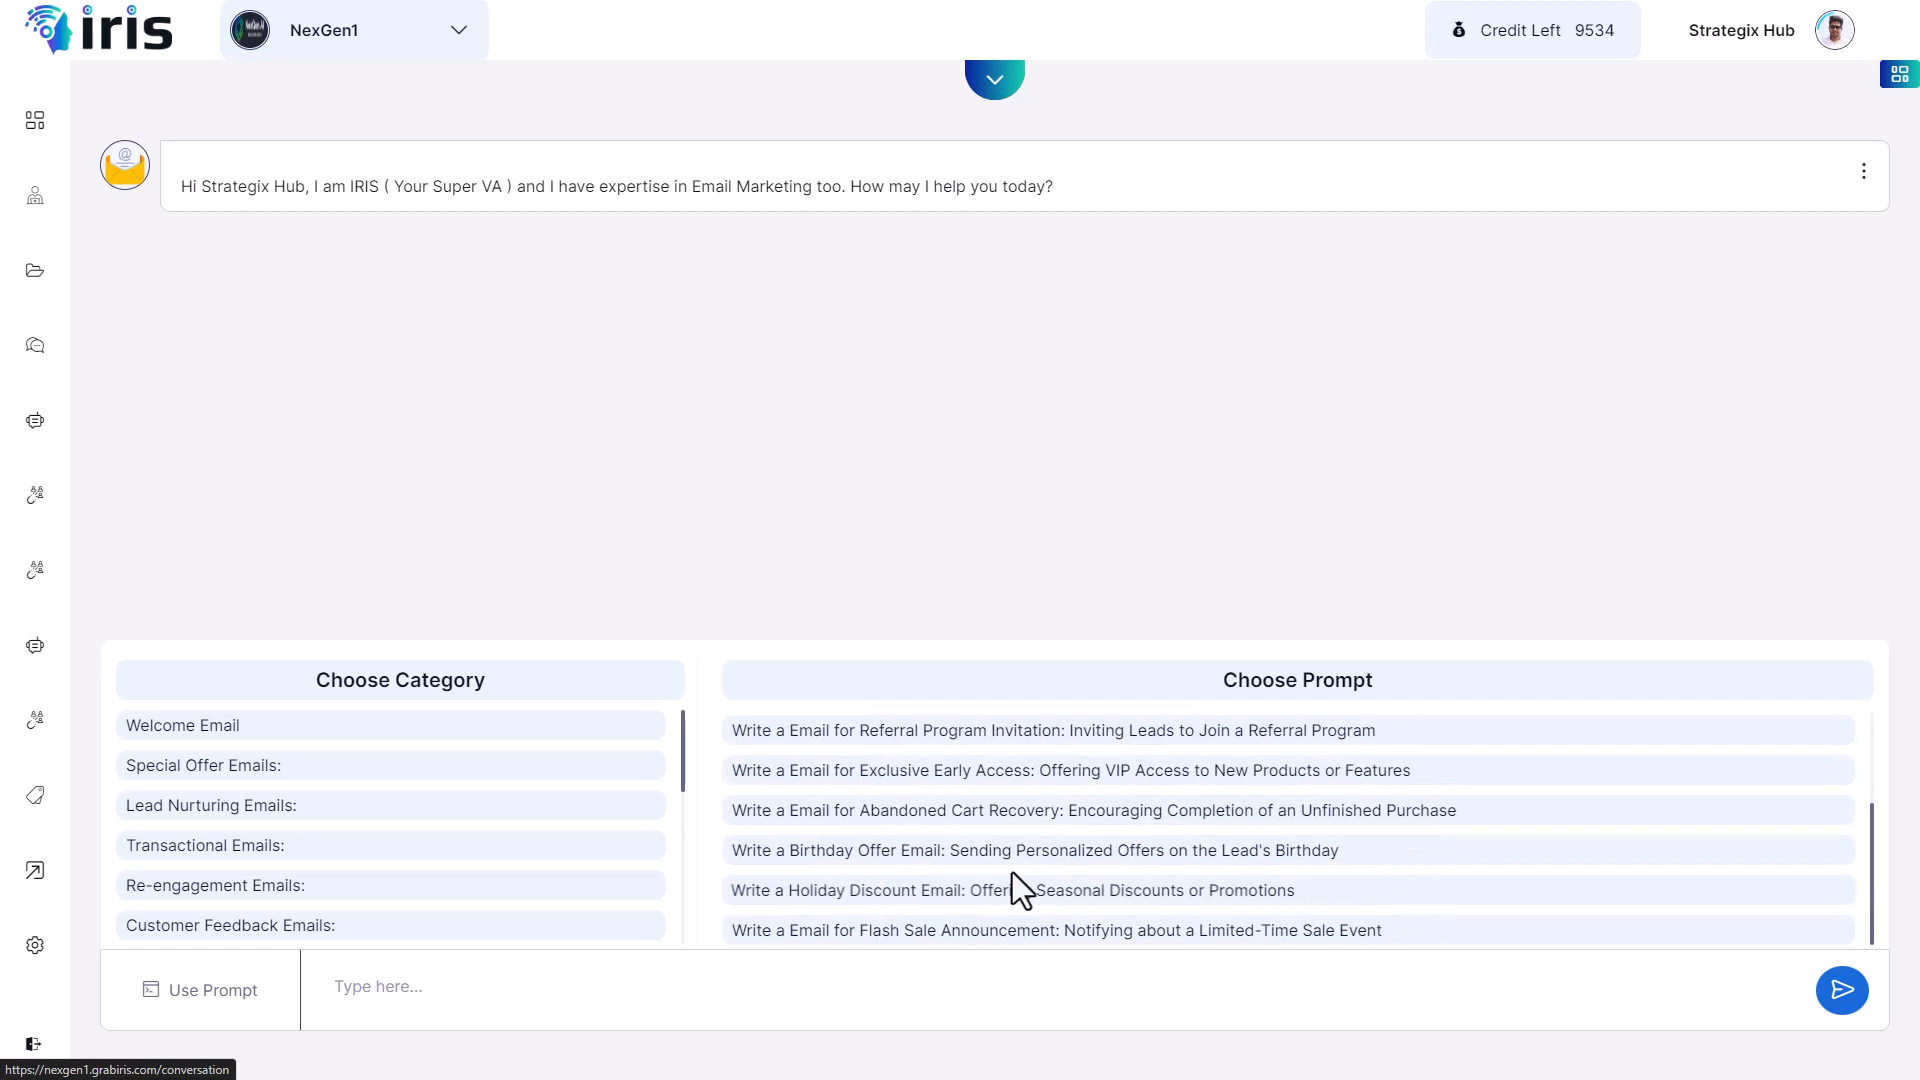 iris
NexGen1
Credit Left 9534
Strategix Hub
Hi Strategix Hub, I am IRIS ( Your Super VA ) and I have expertise in Email Marketing too. How may I help you today?
Choose Category
Welcome Email
Special Offer Emails:
Lead Nurturing Emails:
Transactional Emails:
Re-engagement Emails:
Customer Feedback Emails:
Choose Prompt
Write a Email for Referral Program Invitation: Inviting Leads to Join a Referral Program
Write a Email for Exclusive Early Access: Offering VIP Access to New Products or Features
Write a Email for Abandoned Cart Recovery: Encouraging Completion of an Unfinished Purchase
Write a Birthday Offer Email: Sending Personalized Offers on the Lead's Birthday
Write a Holiday Discount Email: Offeri Seasonal Discounts or Promotions
Write a Email for Flash Sale Announcement: Notifying about a Limited-Time Sale Event
Use Prompt
Type here...
https://nexgen1.grabiris.com/conversation